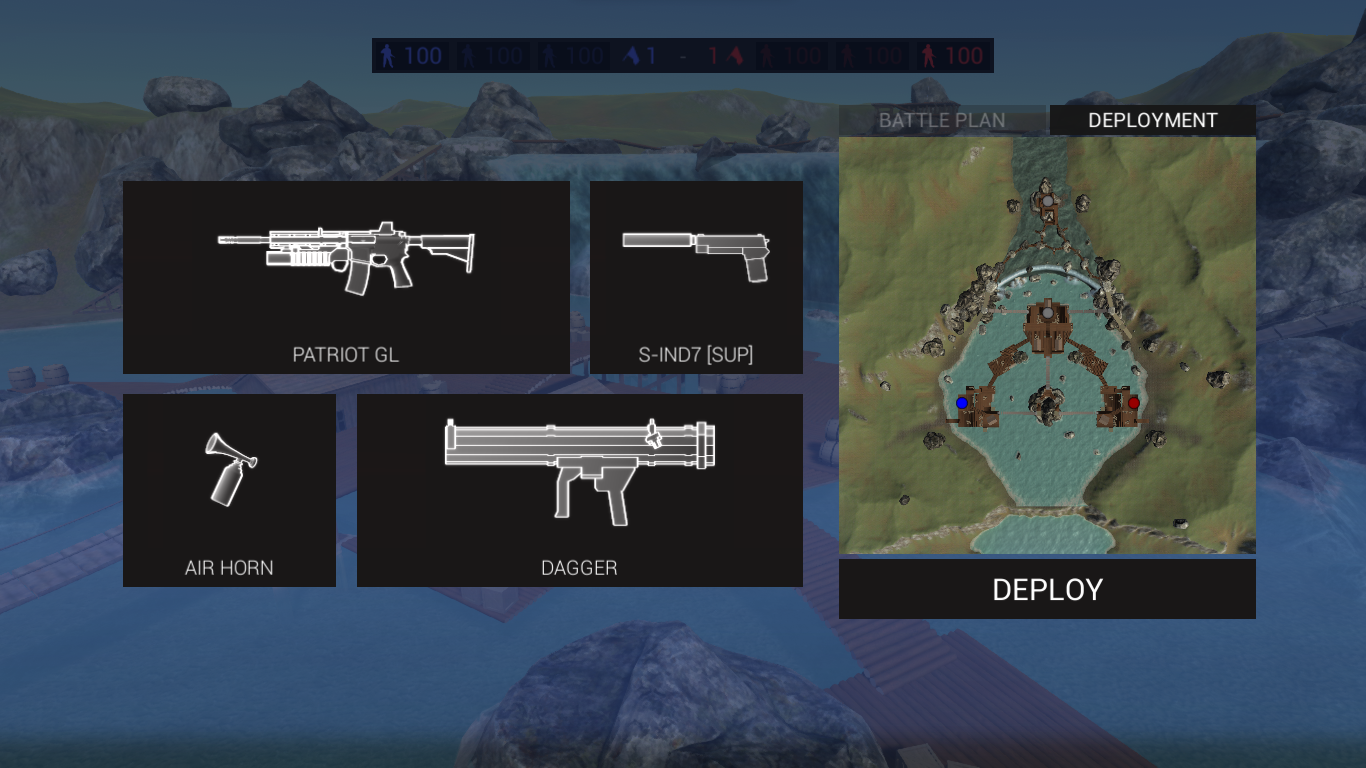 100 100 100 1 - 1 100 100 100
BATTLE PLAN DEPLOYMENT
PATRIOT GL
S-IND7 [SUP]
AIR HORN
DAGGER
DEPLOY